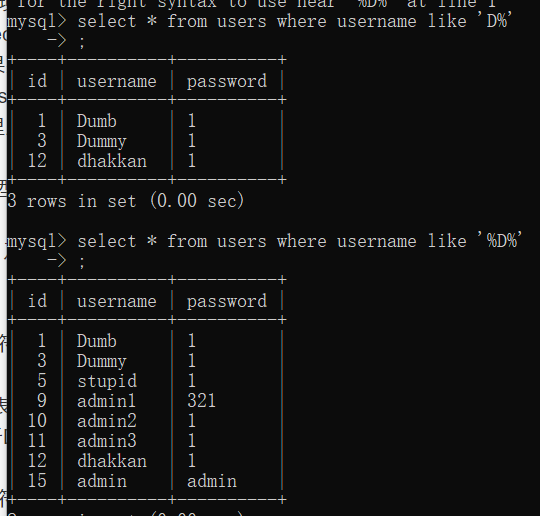 for the right syntax to use near '%D%' at line 1
mysql> select * from users where username like 'D%'
    -> ;
+----+----------+----------+
| id | username | password |
+----+----------+----------+
|  1 | Dumb     | 1        |
|  3 | Dummy    | 1        |
| 12 | dhakkan  | 1        |
+----+----------+----------+
3 rows in set (0.00 sec)
mysql> select * from users where username like '%D%'
    -> ;
+----+----------+----------+
| id | username | password |
+----+----------+----------+
|  1 | Dumb     | 1        |
|  3 | Dummy    | 1        |
|  5 | stupid   | 1        |
|  9 | admin1   | 321      |
| 10 | admin2   | 1        |
| 11 | admin3   | 1        |
| 12 | dhakkan  | 1        |
| 15 | admin    | admin    |
+----+----------+----------+